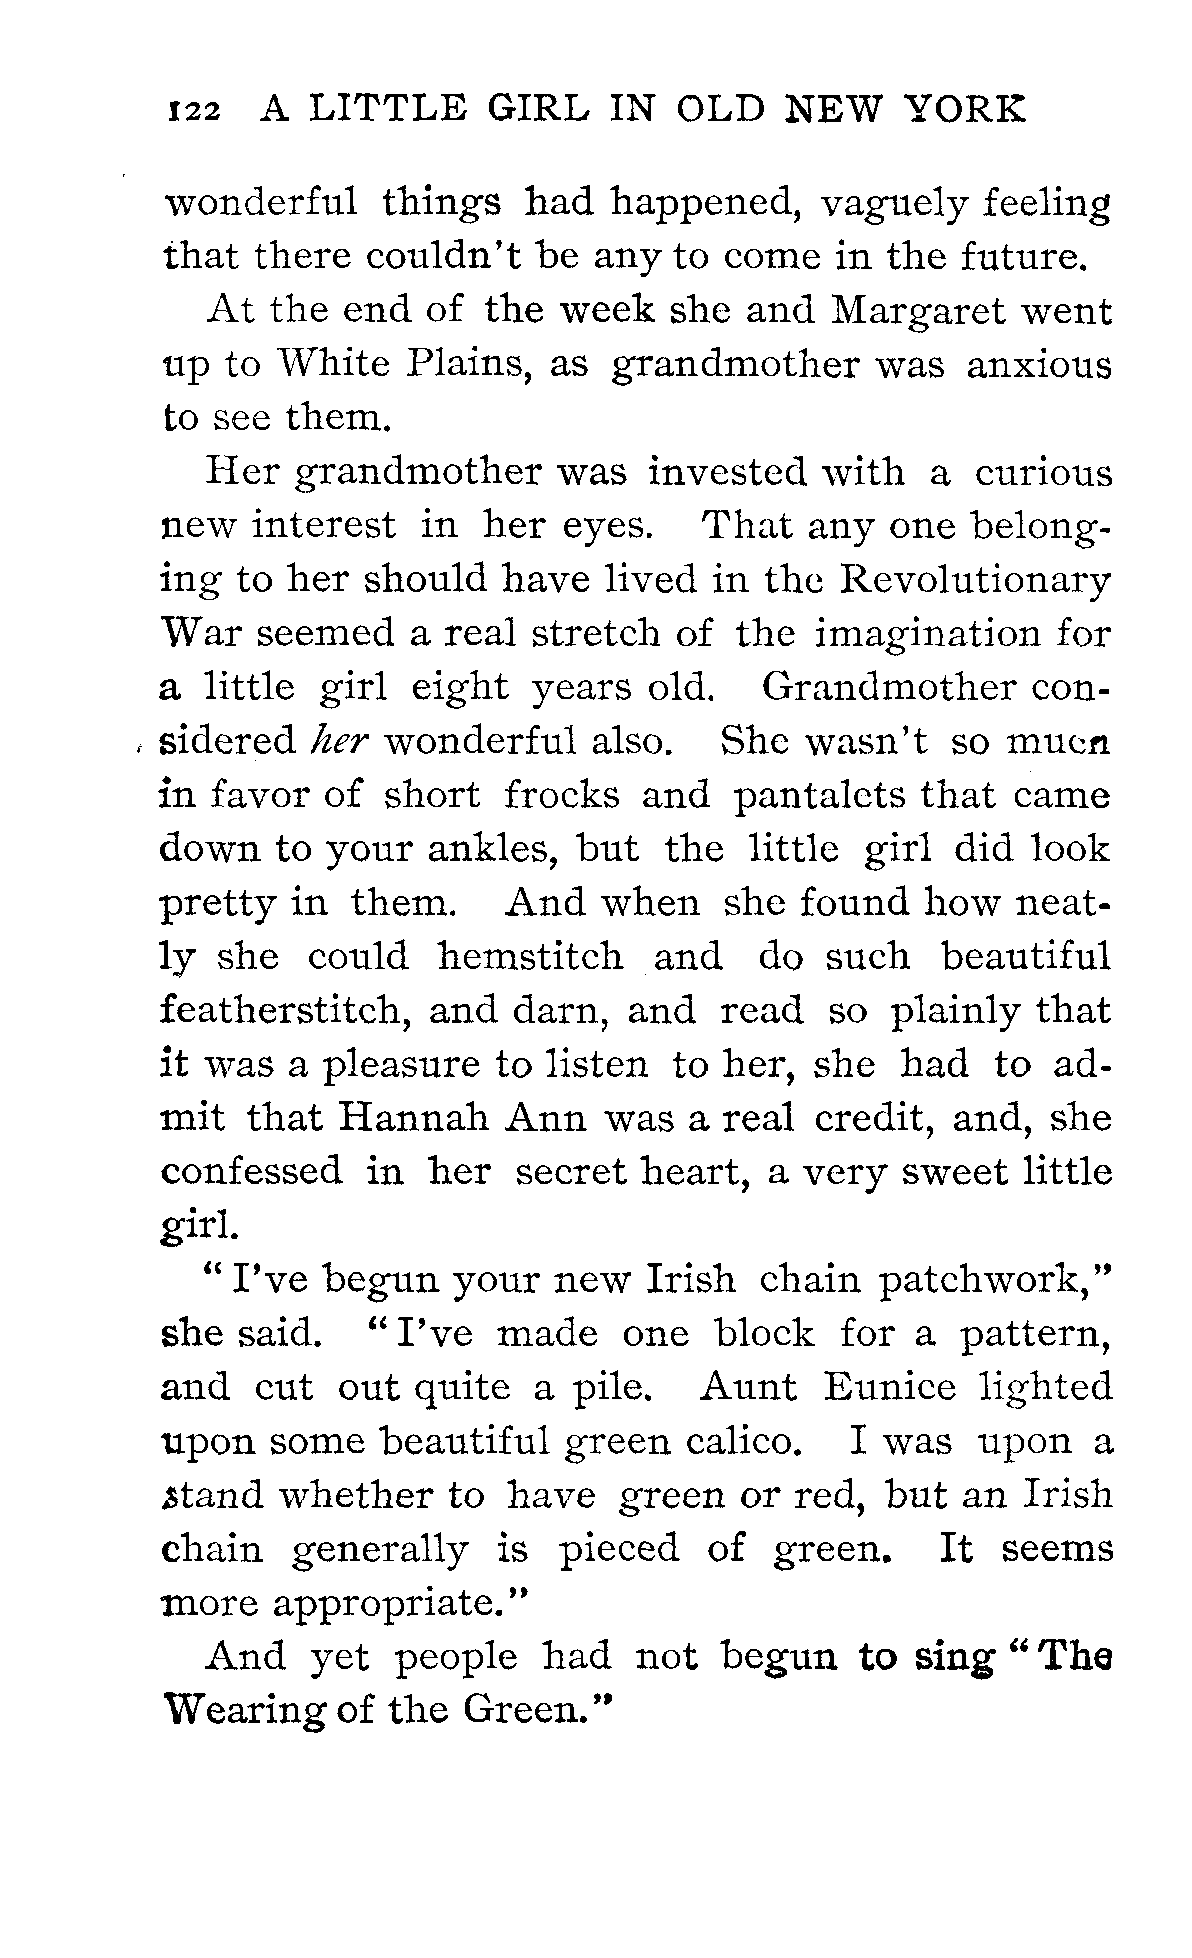 122 A LITTLE GIRL IN OLD NEW YORK
wonderful things had happened, vaguely feeling
that there couldn't be any to come in the future.
At the end of the week she and Margaret went
up to White Plains, as grandmother was anxious
to see them.
Her grandmother was invested with a curious
new interest in her eyes. That any one belong-
ing to her should have lived in the Revolutionary
War seemed a real stretch of the imagination for
a little girl eight years old. Grandmother con-
sidered her wonderful also. She wasn't so much
in favor of short frocks and pantalets that came
down to your ankles, but the little girl did look
pretty in them. And when she found how neat-
ly she could hemstitch and do such beautiful
featherstitch, and darn, and read so plainly that
it was a pleasure to listen to her, she had to ad-
mit that Hannah Ann was a real credit, and, she
confessed in her secret heart, a very sweet little
girl.
"I've begun your new Irish chain patchwork,"
she said. "I've made one block for a pattern,
and cut out quite a pile. Aunt Eunice lighted
upon some beautiful green calico. I was upon a
stand whether to have green or red, but an Irish
chain generally is pieced of green. It seems
more appropriate."
And yet people had not begun to sing "The
Wearing of the Green."